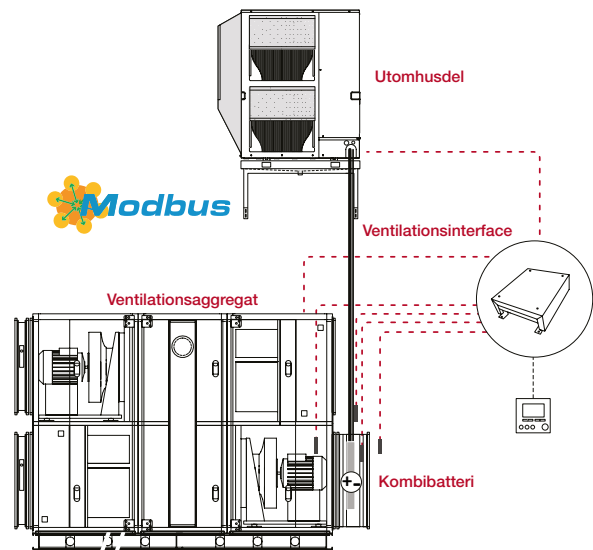 Utomhusdel
Modbus
Ventilationsinterface
Ventilationsaggregat
Kombibatteri
+-